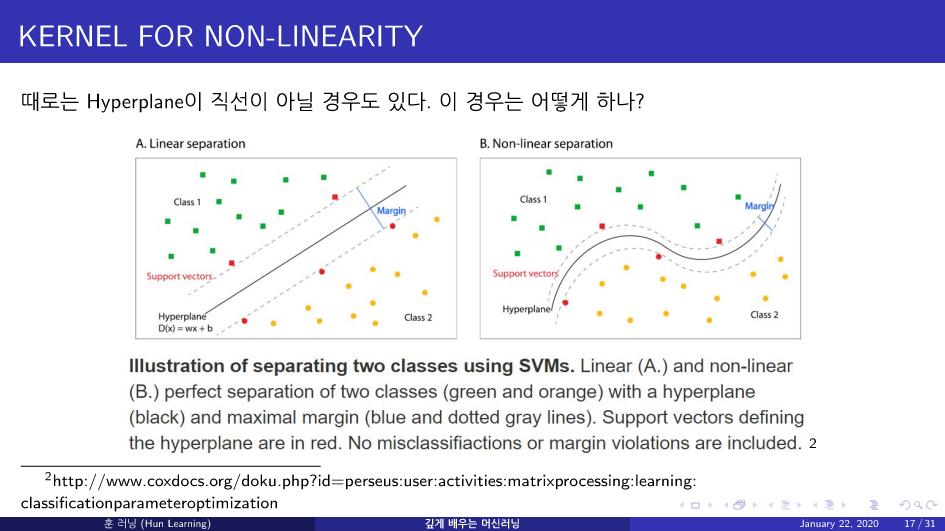 KERNEL FOR NON-LINEARITY
때로는 Hyperplane이 직선이 아닐 경우도 있다. 이 경우는 어떻게 하나?
A. Linear separation
Class 1
Margin
Support vectors
Hyperplane
D(x) = wx + b
Class 2
B. Non-linear separation
Class 1
Margin
Support vectors
Hyperplane
Class 2
Illustration of separating two classes using SVMs. Linear (A.) and non-linear
(B.) perfect separation of two classes (green and orange) with a hyperplane
(black) and maximal margin (blue and dotted gray lines). Support vectors defining
the hyperplane are in red. No misclassifiactions or margin violations are included. 2
2http://www.coxdocs.org/doku.php?id=perseus:user:activities:matrixprocessing:learning:
classificationparameteroptimization
훈 러닝 (Hun Learning) 깊게 배우는 머신러닝 January 22, 2020 17 / 31